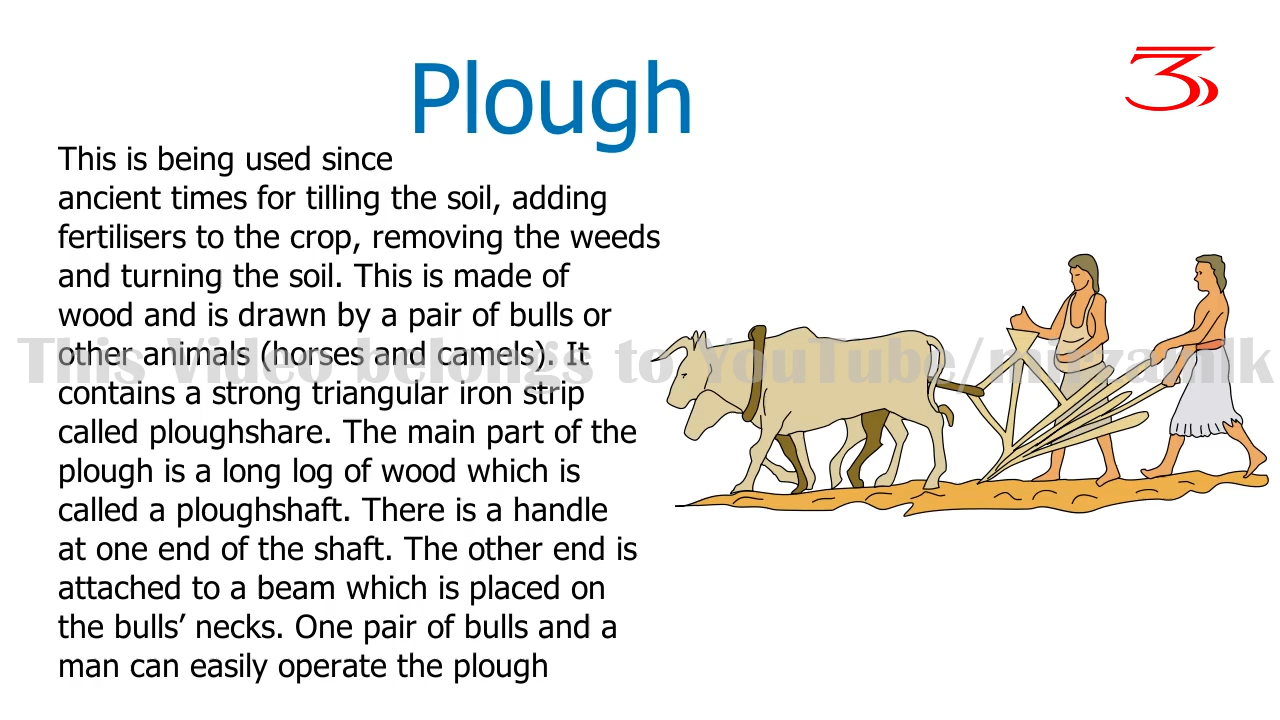 Plough
This is being used since
ancient times for tilling the soil, adding
fertilisers to the crop, removing the weeds
and turning the soil. This is made of
wood and is drawn by a pair of bulls or
other animals (horses and camels). It
contains a strong triangular iron strip
called ploughshare. The main part of the
plough is a long log of wood which is
called a ploughshaft. There is a handle
at one end of the shaft. The other end is
attached to a beam which is placed on
the bulls’ necks. One pair of bulls and a
man can easily operate the plough
This Video belongs to YouTube/mirzamlk